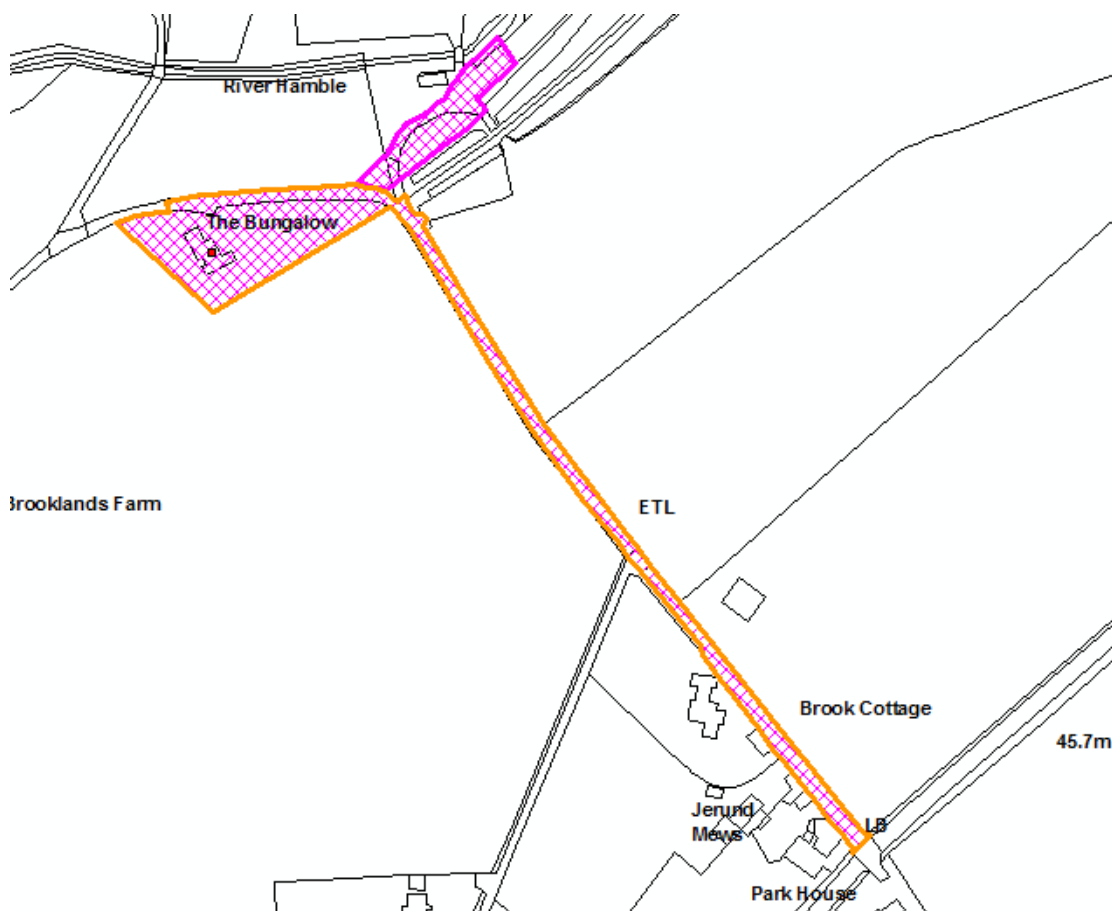 River Hamble
The Bungalow
Brooklands Farm
ETL
Brook Cottage
45.7m
Jerund
Mews
LB
Park House